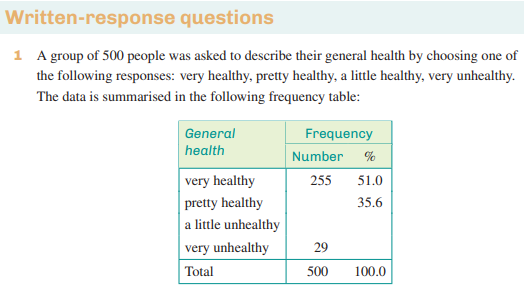 Written-response questions
1 A group of 500 people was asked to describe their general health by choosing one of
the following responses: very healthy, pretty healthy, a little healthy, very unhealthy.
The data is summarised in the following frequency table:
General health Frequency
Number %
very healthy 255 51.0
pretty healthy 35.6
a little unhealthy
very unhealthy 29
Total 500 100.0